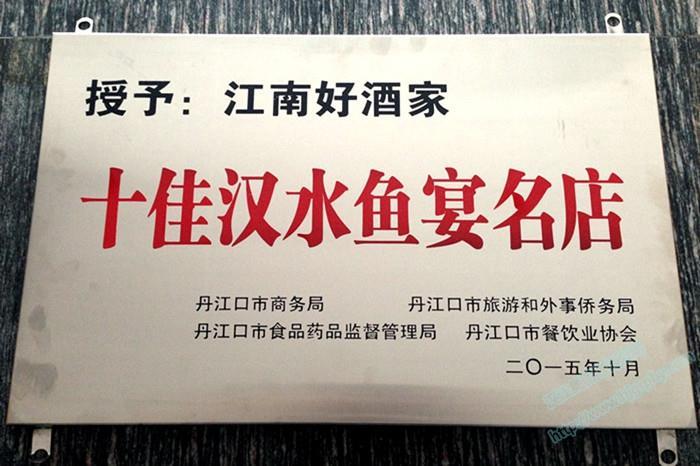 授予：江南好酒家
十佳汉水鱼宴名店
丹江口市商务局 丹江口市旅游和外事侨务局
丹江口市食品药品监督管理局 丹江口市餐饮业协会
二〇一五年十月